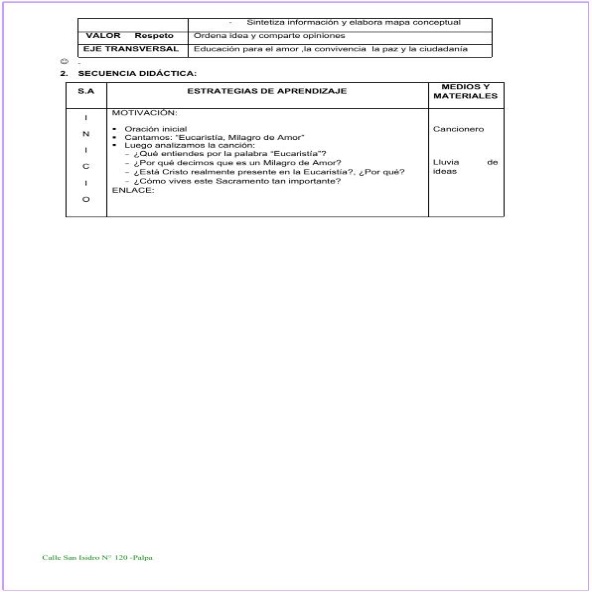 - Sintetiza información y elabora mapa conceptual
VALOR Respeto Ordena idea y comparte opiniones
EJE TRANSVERSAL Educación para el amor ,la convivencia la paz y la ciudadanía
☺ .
2. SECUENCIA DIDÁCTICA:
S.A ESTRATEGIAS DE APRENDIZAJE MEDIOS Y MATERIALES
I
N
I
C
I
O
MOTIVACIÓN:
▪ Oración inicial
▪ Cantamos: “Eucaristía, Milagro de Amor”
▪ Luego analizamos la canción:
- ¿Qué entiendes por la palabra “Eucaristía”?
- ¿Por qué decimos que es un Milagro de Amor?
- ¿Está Cristo realmente presente en la Eucaristía?, ¿Por qué?
- ¿Cómo vives este Sacramento tan importante?
ENLACE:
Cancionero
Lluvia de
ideas
Calle San Isidro N° 120 -Palpa